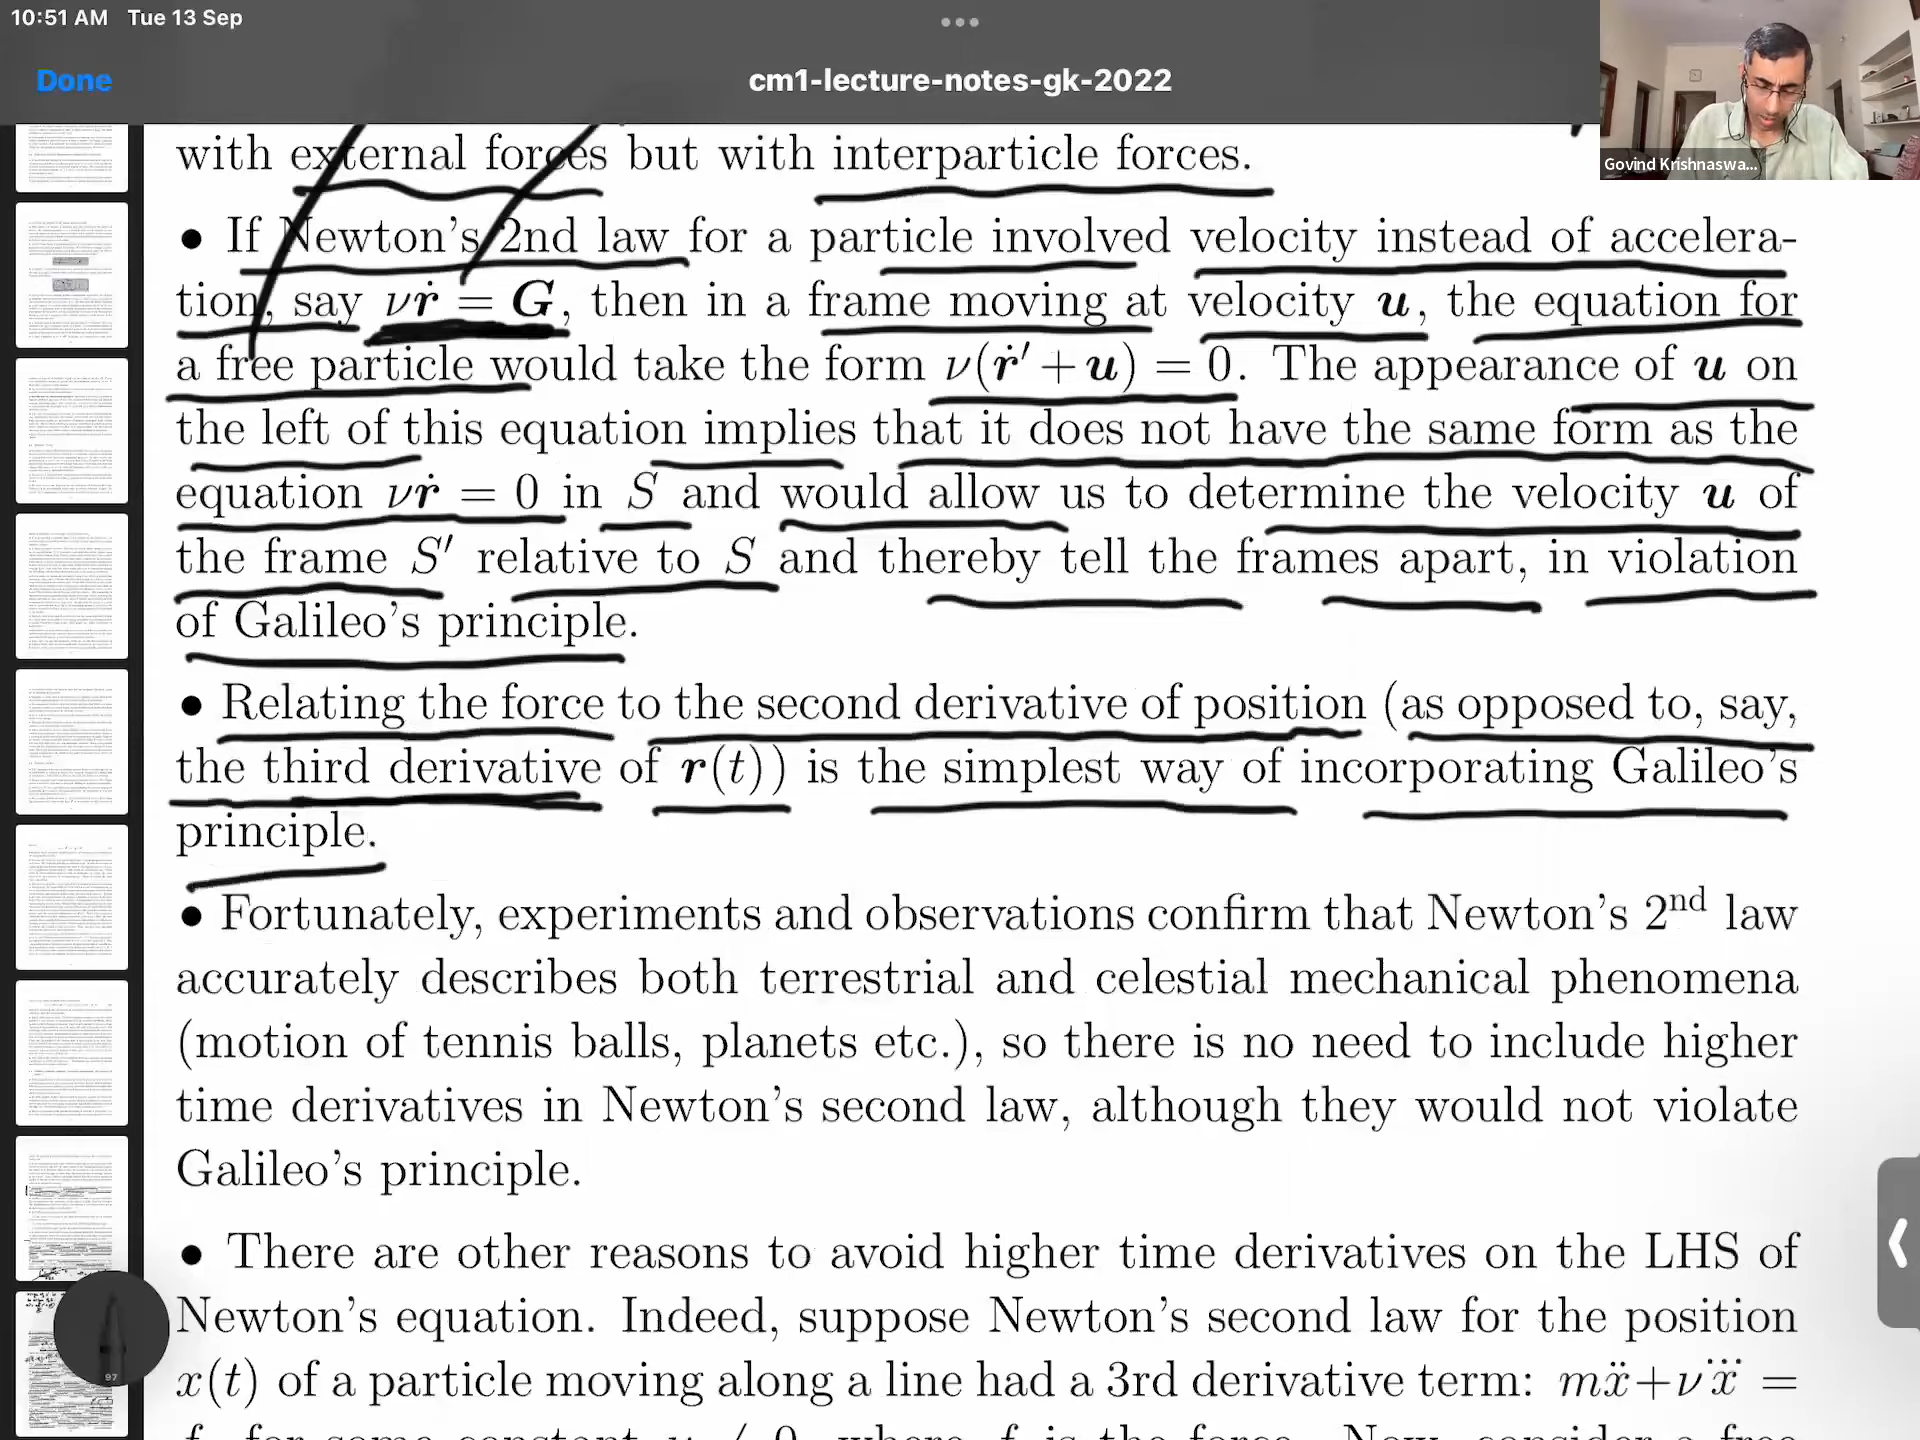 10:51 AM Tue 13 Sep
Done
cm1-lecture-notes-gk-2022
Govind Krishnaswa...
with external forces but with interparticle forces.
• If Newton's 2nd law for a particle involved velocity instead of accelera-
tion, say νṙ = G, then in a frame moving at velocity u, the equation for
a free particle would take the form ν(ṙ′ + u) = 0. The appearance of u on
the left of this equation implies that it does not have the same form as the
equation νṙ = 0 in S and would allow us to determine the velocity u of
the frame S′ relative to S and thereby tell the frames apart, in violation
of Galileo's principle.
• Relating the force to the second derivative of position (as opposed to, say,
the third derivative of r(t)) is the simplest way of incorporating Galileo's
principle.
• Fortunately, experiments and observations confirm that Newton's 2nd law
accurately describes both terrestrial and celestial mechanical phenomena
(motion of tennis balls, planets etc.), so there is no need to include higher
time derivatives in Newton's second law, although they would not violate
Galileo's principle.
• There are other reasons to avoid higher time derivatives on the LHS of
Newton's equation. Indeed, suppose Newton's second law for the position
x(t) of a particle moving along a line had a 3rd derivative term: mẍ+νx⃛ =
97